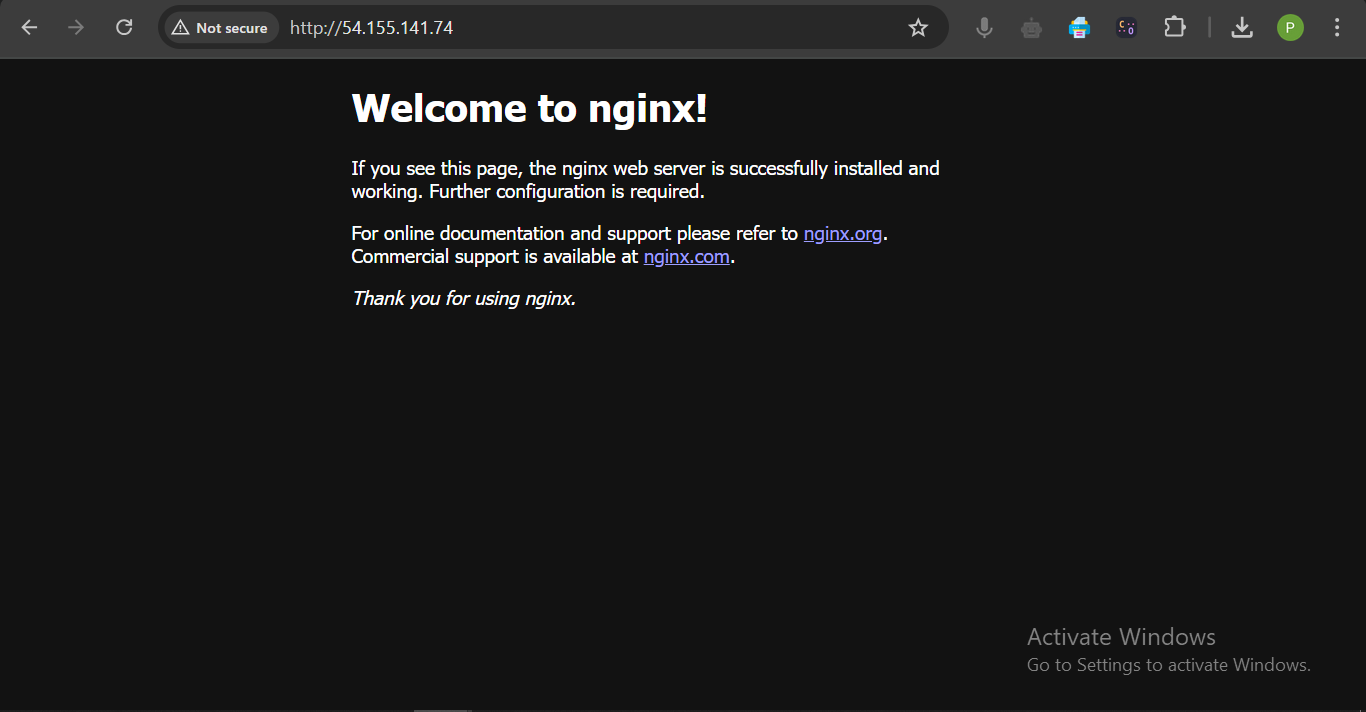 Not secure
http://54.155.141.74
P
Welcome to nginx!
If you see this page, the nginx web server is successfully installed and
working. Further configuration is required.
For online documentation and support please refer to nginx.org.
Commercial support is available at nginx.com.
Thank you for using nginx.
Activate Windows
Go to Settings to activate Windows.